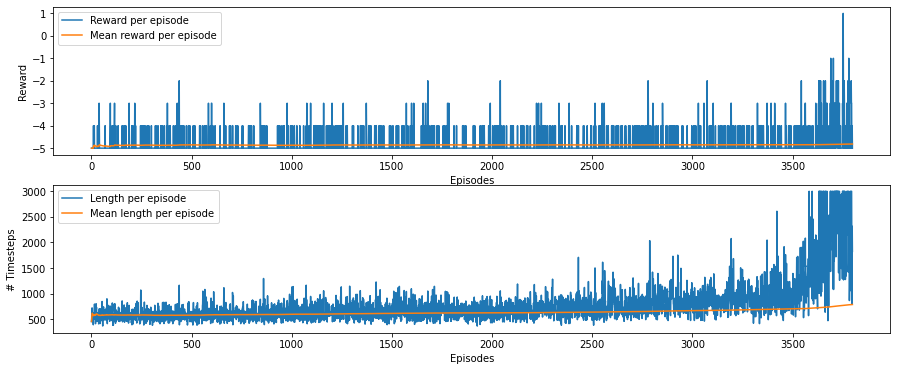 Reward per episode
Mean reward per episode
1
0
−1
−2
−3
−4
−5
Reward
0 500 1000 1500 2000 2500 3000 3500
Episodes
Length per episode
Mean length per episode
3000
2500
2000
1500
1000
500
# Timesteps
0 500 1000 1500 2000 2500 3000 3500
Episodes